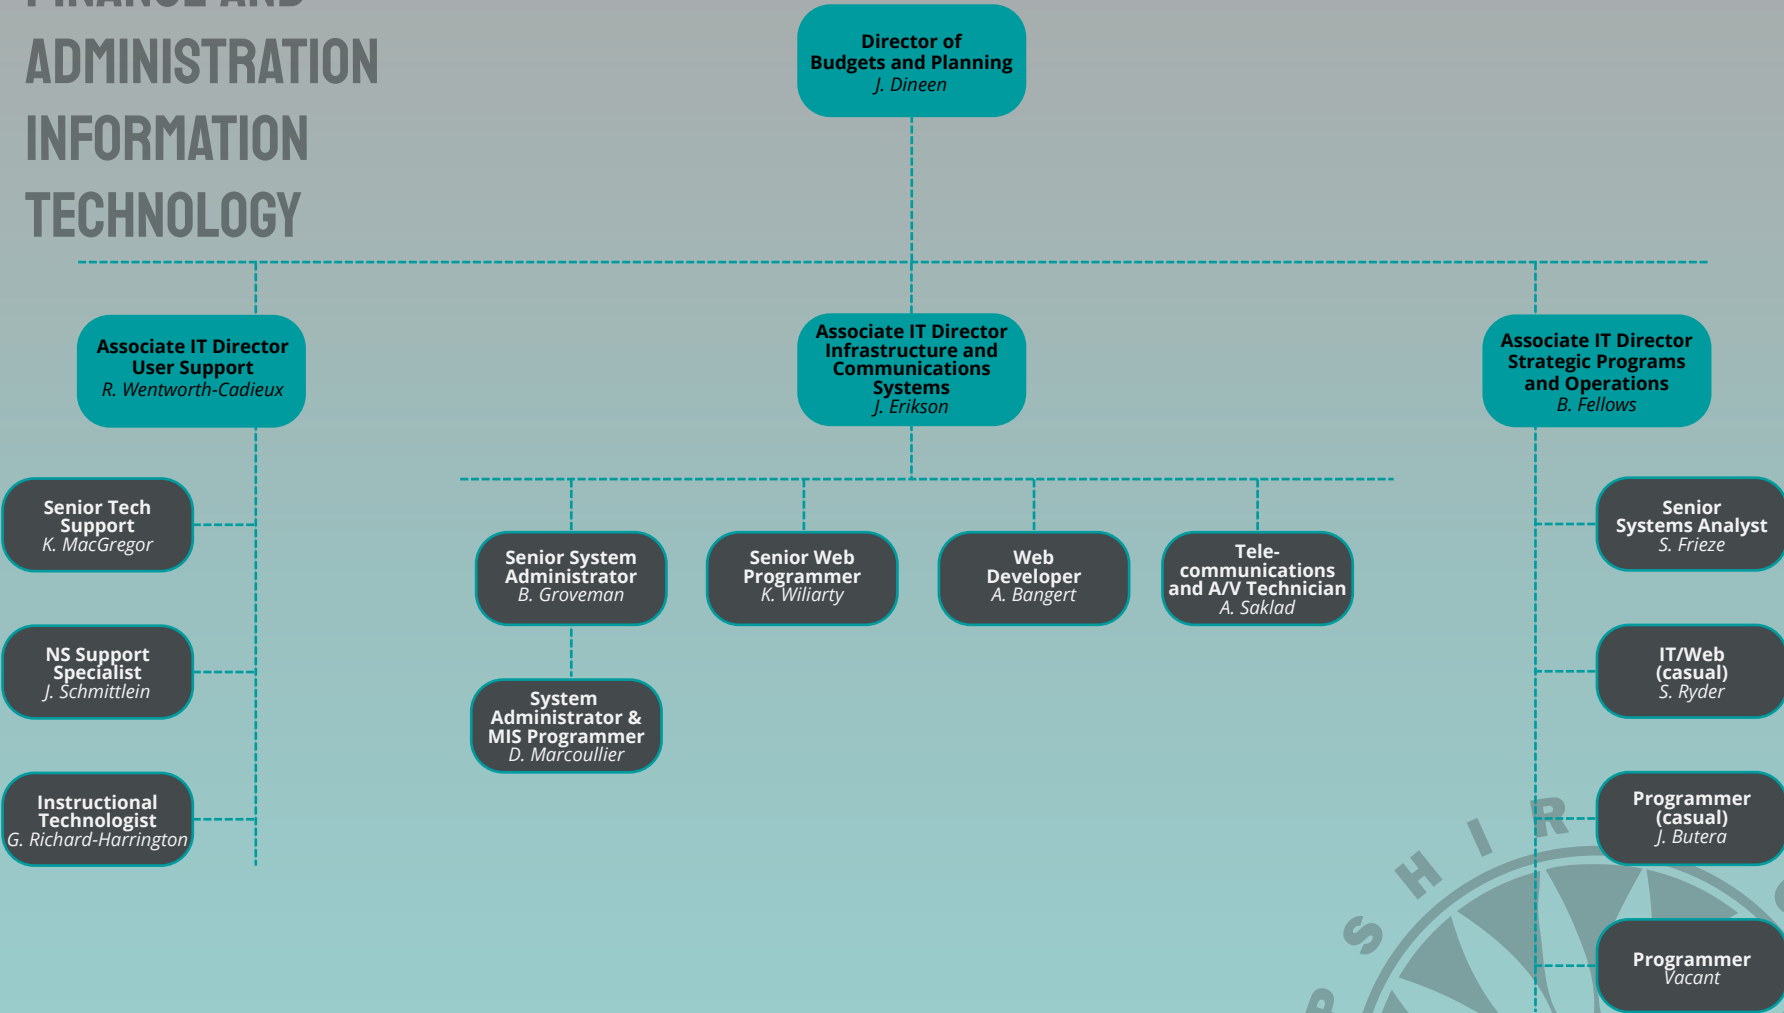 FINANCE AND
ADMINISTRATION
INFORMATION
TECHNOLOGY
Director of
Budgets and Planning
J. Dineen
Associate IT Director
User Support
R. Wentworth-Cadieux
Associate IT Director
Infrastructure and
Communications
Systems
J. Erikson
Associate IT Director
Strategic Programs
and Operations
B. Fellows
Senior Tech
Support
K. MacGregor
NS Support
Specialist
J. Schmittlein
Instructional
Technologist
G. Richard-Harrington
Senior System
Administrator
B. Groveman
Senior Web
Programmer
K. Wiliarty
Web
Developer
A. Bangert
Tele-
communications
and A/V Technician
A. Saklad
System
Administrator &
MIS Programmer
D. Marcoullier
Senior
Systems Analyst
S. Frieze
IT/Web
(casual)
S. Ryder
Programmer
(casual)
J. Butera
Programmer
Vacant
PSHIR